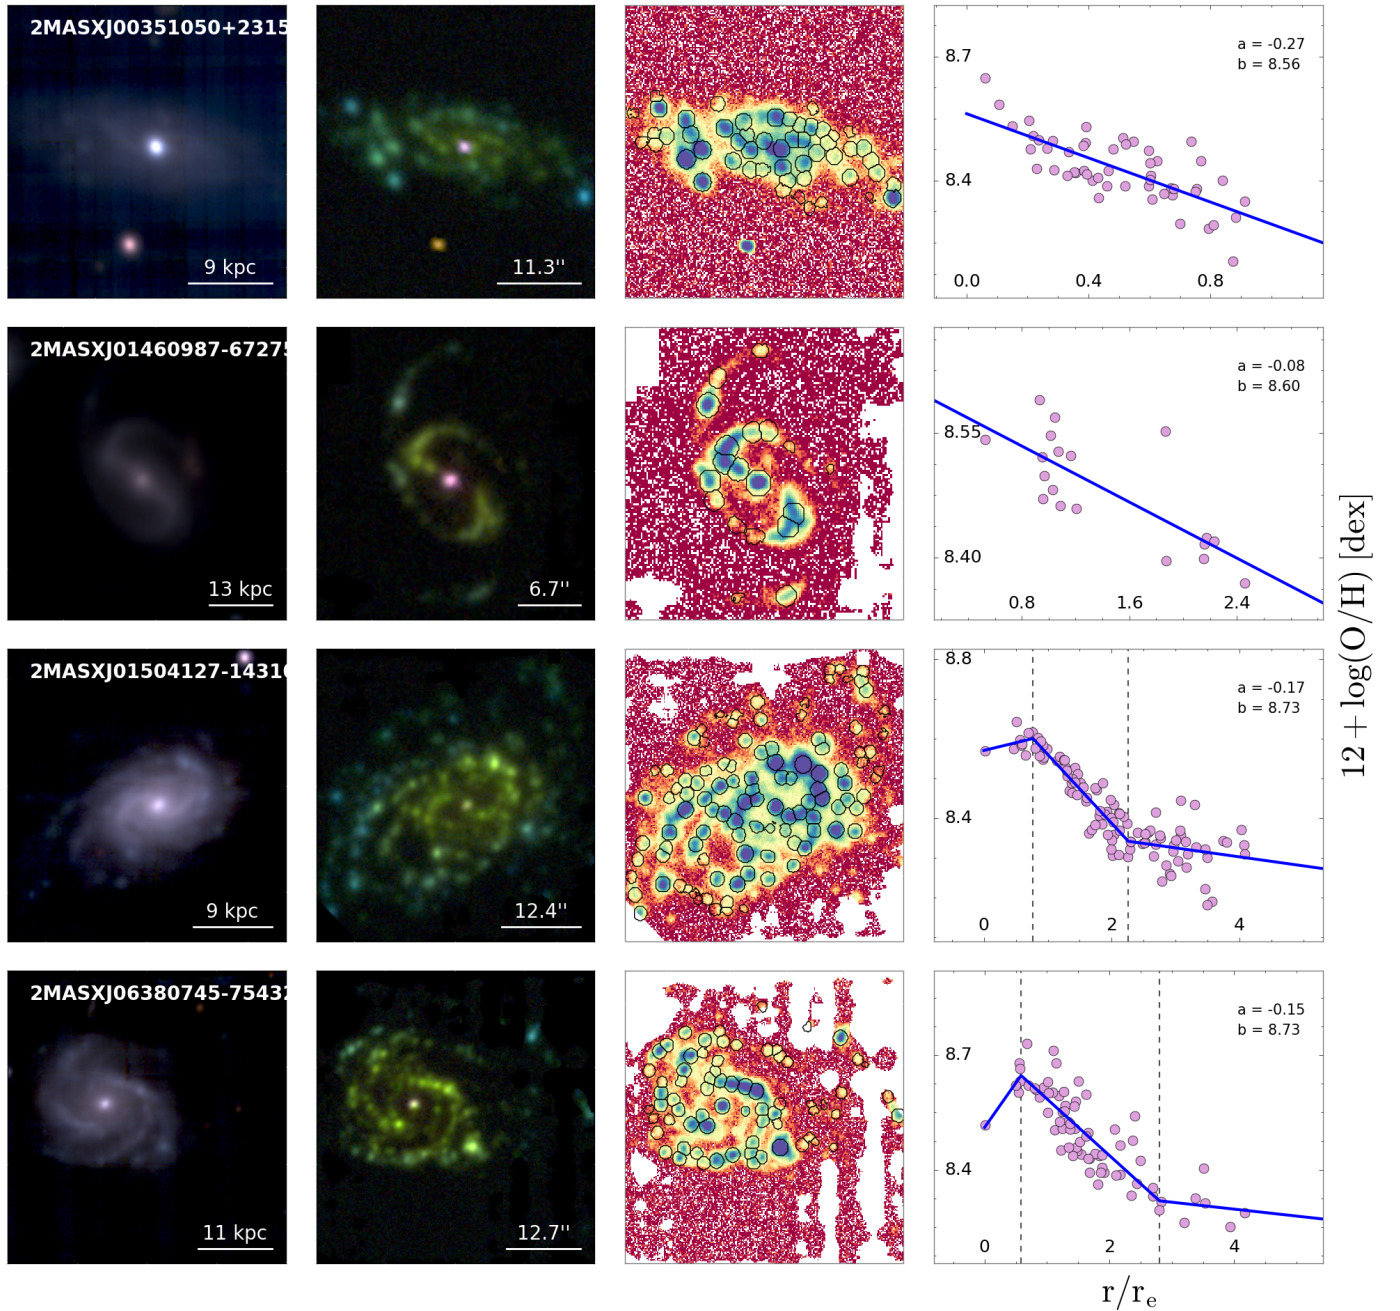 2MASXJ00351050+2315
9 kpc
11.3''
8.7
8.4
a = -0.27
b = 8.56
0.0 0.4 0.8
2MASXJ01460987-67275
13 kpc
6.7''
8.55
8.40
a = -0.08
b = 8.60
0.8 1.6 2.4
2MASXJ01504127-14310
9 kpc
12.4''
8.8
8.4
a = -0.17
b = 8.73
0 2 4
2MASXJ06380745-75432
11 kpc
12.7''
8.7
8.4
a = -0.15
b = 8.73
0 2 4
12 + log(O/H) [dex]
r/re